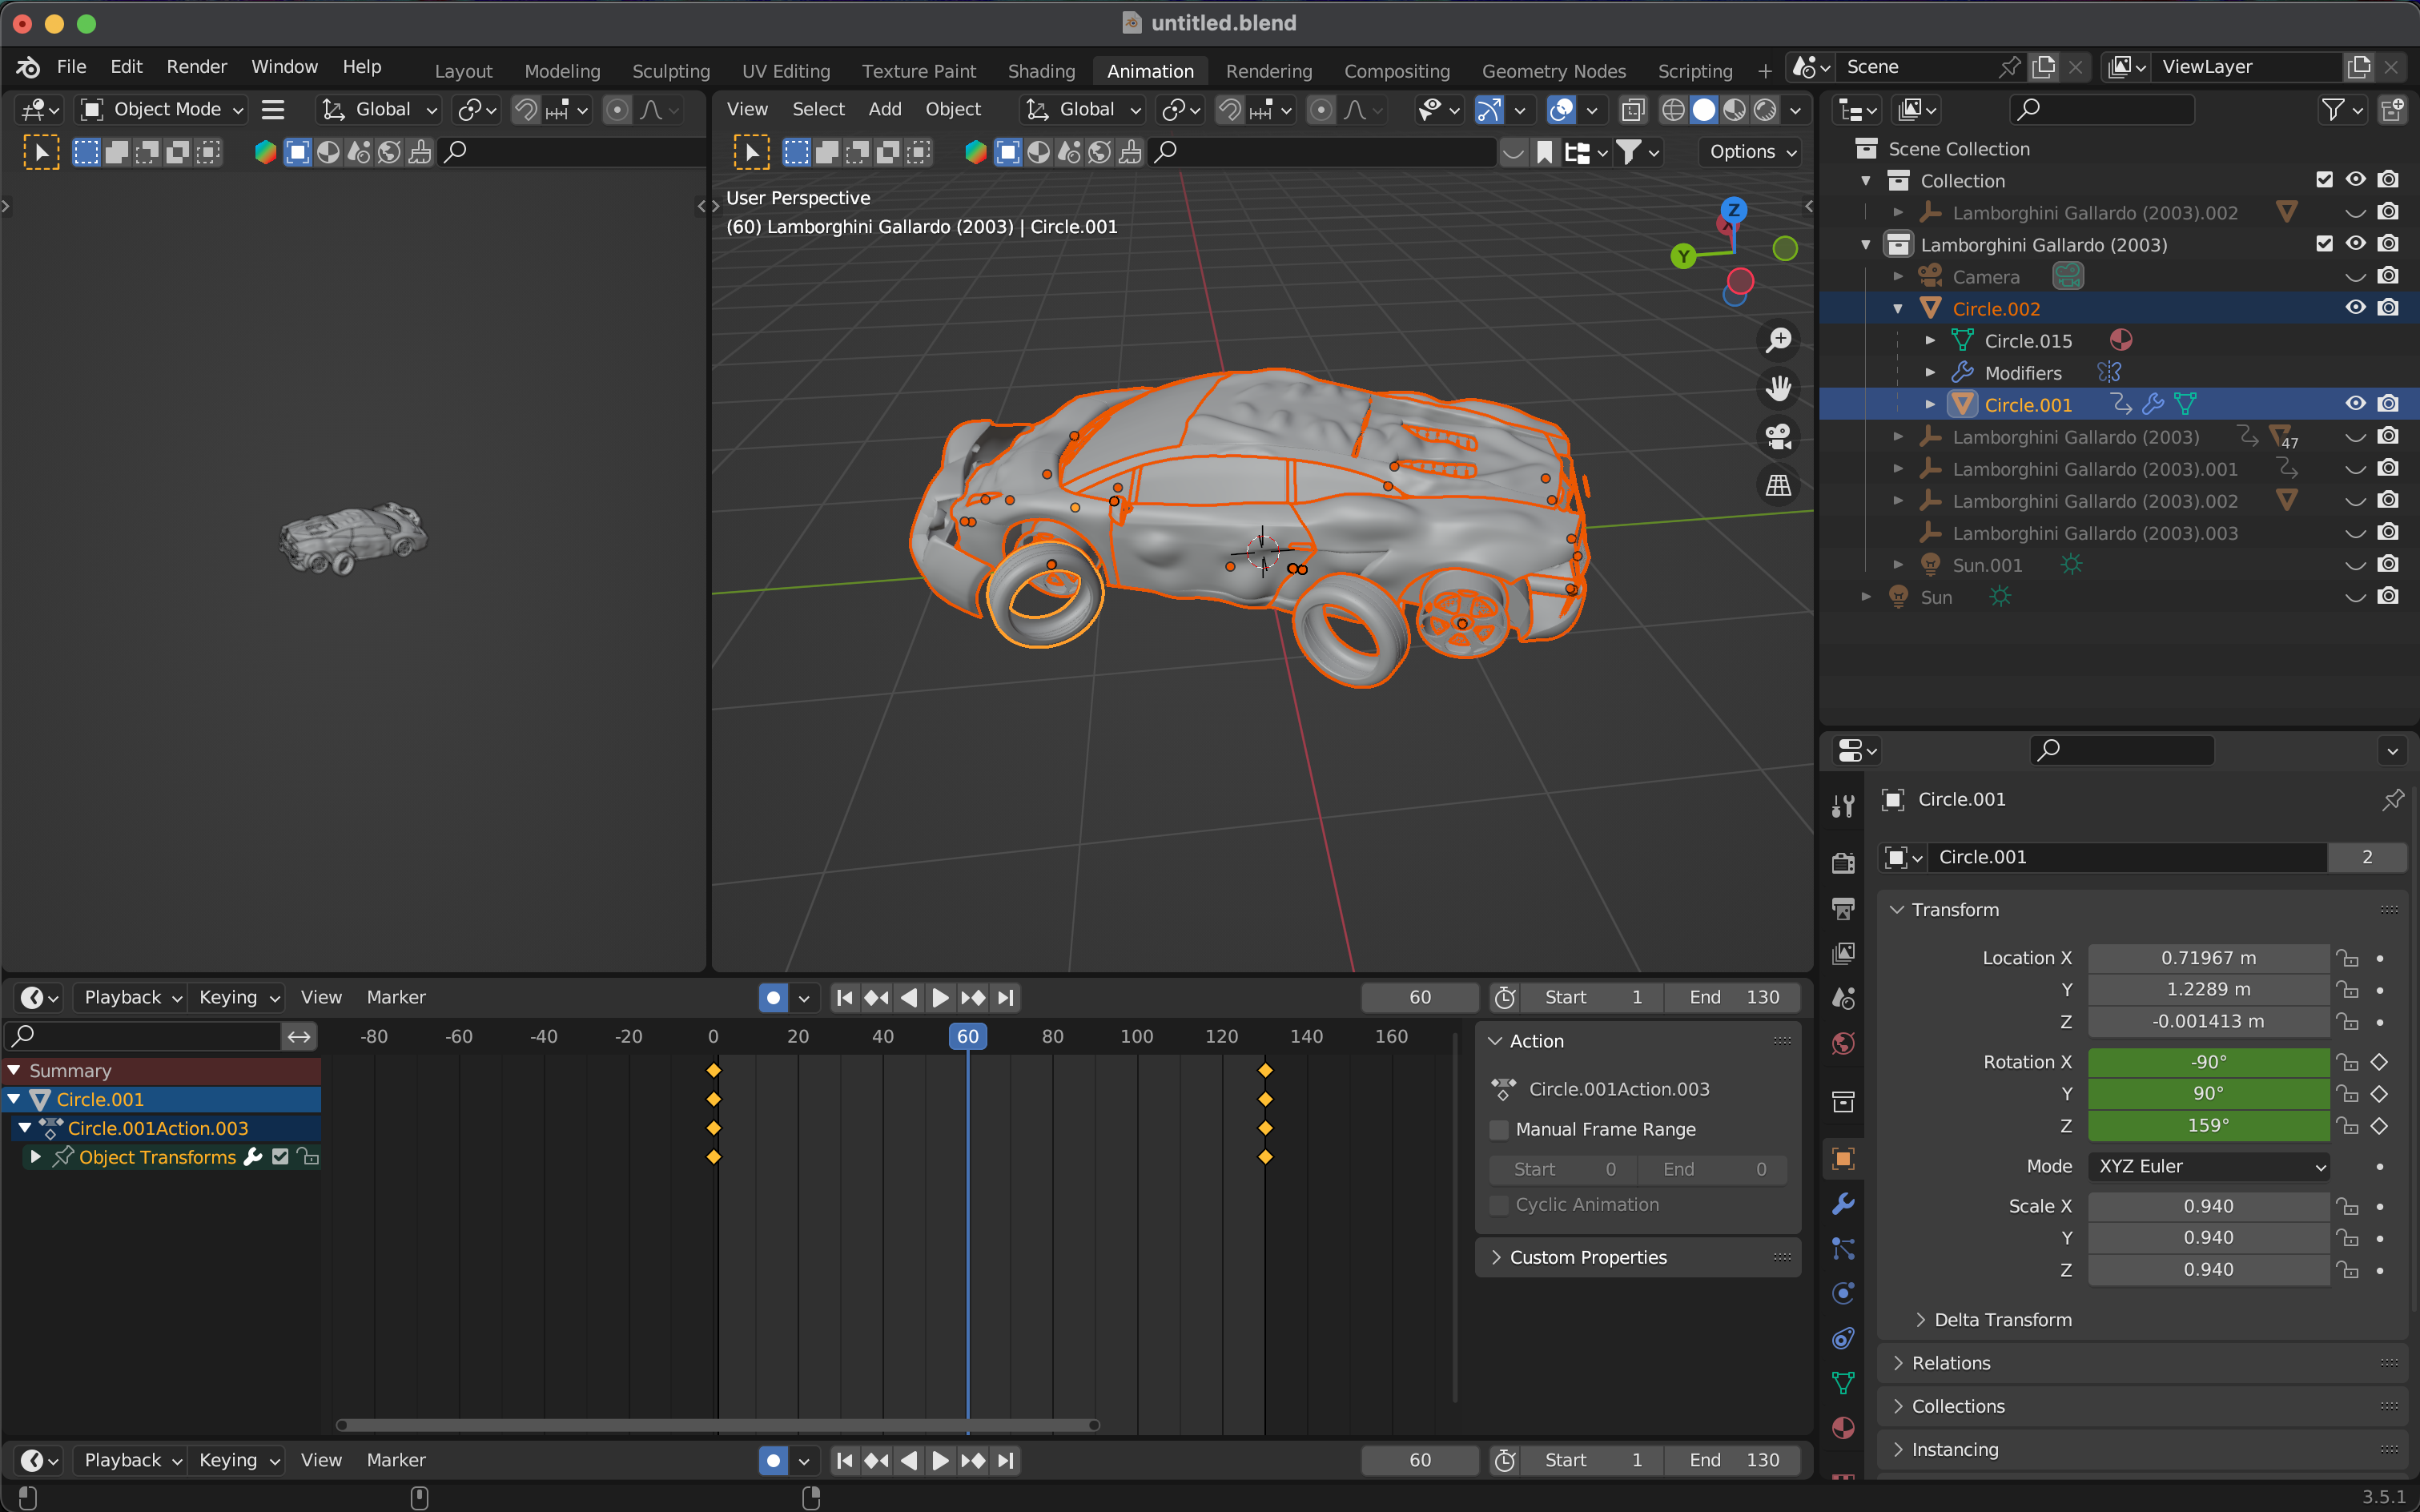 untitled.blend
File Edit Render Window Help Layout Modeling Sculpting UV Editing Texture Paint Shading Animation Rendering Compositing Geometry Nodes Scripting + Scene ViewLayer
Object Mode Global
View Select Add Object Global
Options
User Perspective
(60) Lamborghini Gallardo (2003) | Circle.001
Z
X
Y
Scene Collection
Collection
Lamborghini Gallardo (2003).002
Lamborghini Gallardo (2003)
Camera
Circle.002
Circle.015
Modifiers
Circle.001
Lamborghini Gallardo (2003) 47
Lamborghini Gallardo (2003).001
Lamborghini Gallardo (2003).002
Lamborghini Gallardo (2003).003
Sun.001
Sun
Circle.001
Circle.001 2
Transform
Location X 0.71967 m
Y 1.2289 m
Z -0.001413 m
Rotation X -90°
Y 90°
Z 159°
Mode XYZ Euler
Scale X 0.940
Y 0.940
Z 0.940
Delta Transform
Relations
Collections
Instancing
Playback Keying View Marker 60 Start 1 End 130
-80 -60 -40 -20 0 20 40 60 80 100 120 140 160
Summary
Circle.001
Circle.001Action.003
Object Transforms
Action
Circle.001Action.003
Manual Frame Range
Start 0 End 0
Cyclic Animation
Custom Properties
Playback Keying View Marker 60 Start 1 End 130
3.5.1